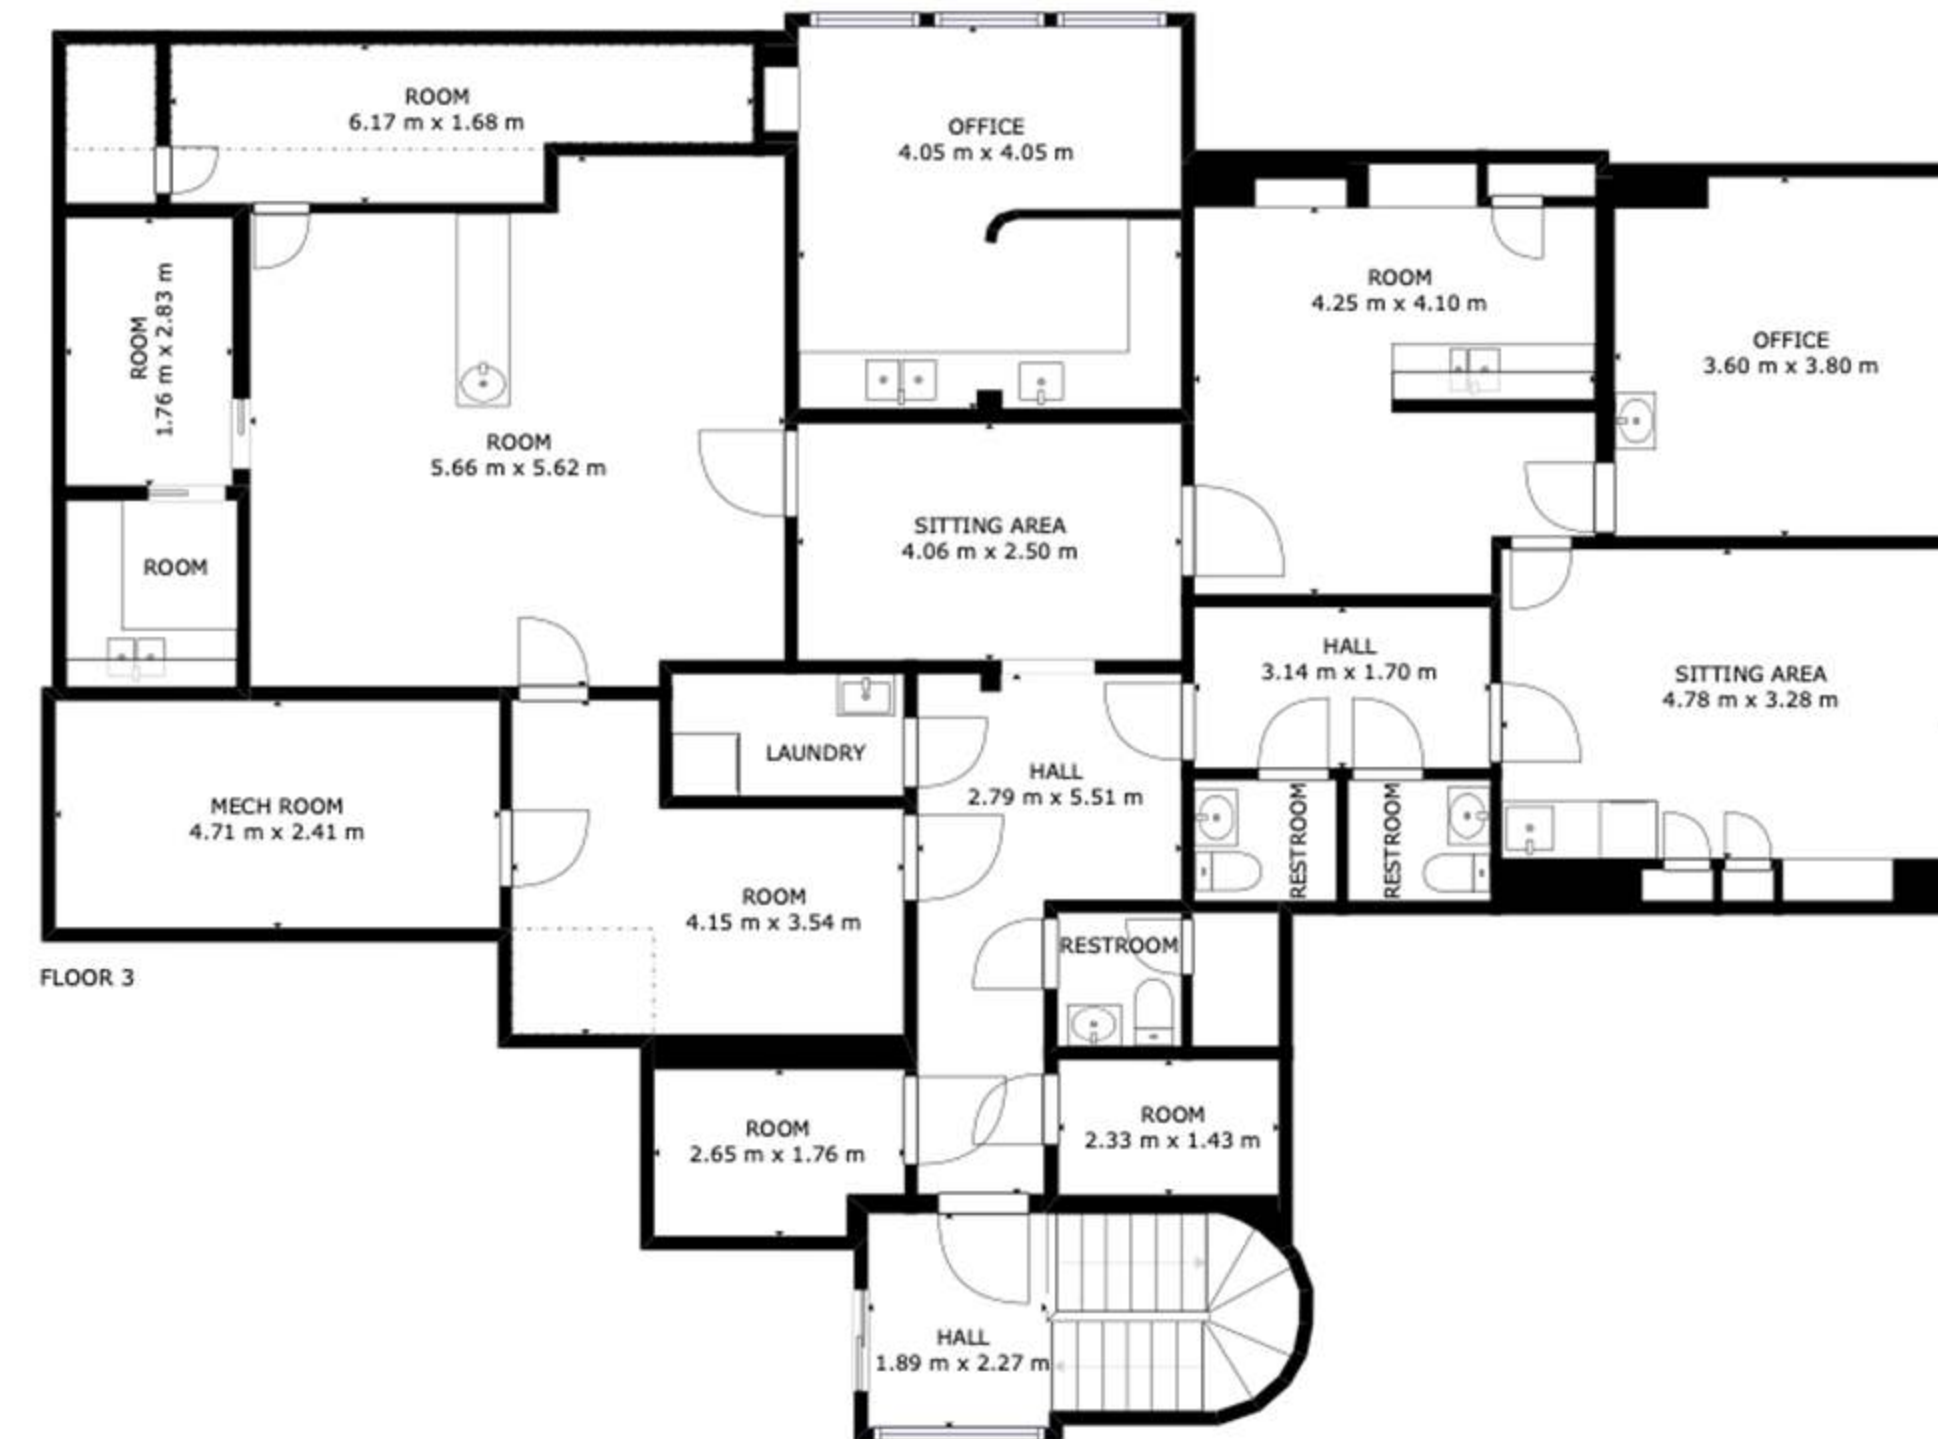 ROOM
6.17 m x 1.68 m
OFFICE
4.05 m x 4.05 m
ROOM
4.25 m x 4.10 m
OFFICE
3.60 m x 3.80 m
ROOM
1.76 m x 2.83 m
ROOM
5.66 m x 5.62 m
SITTING AREA
4.06 m x 2.50 m
ROOM
HALL
3.14 m x 1.70 m
SITTING AREA
4.78 m x 3.28 m
LAUNDRY
HALL
2.79 m x 5.51 m
MECH ROOM
4.71 m x 2.41 m
RESTROOM
RESTROOM
ROOM
4.15 m x 3.54 m
RESTROOM
FLOOR 3
ROOM
2.65 m x 1.76 m
ROOM
2.33 m x 1.43 m
HALL
1.89 m x 2.27 m